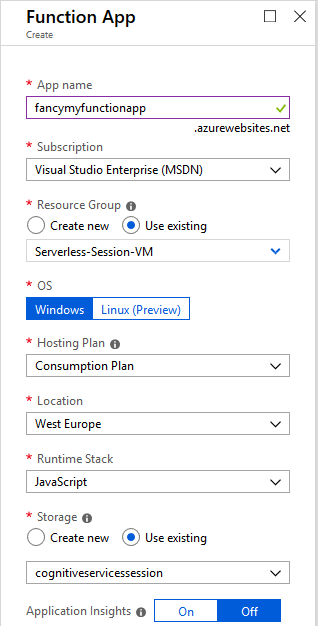 Function App
Create
* App name
fancymyfunctionapp
.azurewebsites.net
* Subscription
Visual Studio Enterprise (MSDN)
* Resource Group
Create new Use existing
Serverless-Session-VM
* OS
Windows Linux (Preview)
* Hosting Plan
Consumption Plan
* Location
West Europe
* Runtime Stack
JavaScript
* Storage
Create new Use existing
cognitiveservicessession
Application Insights On Off